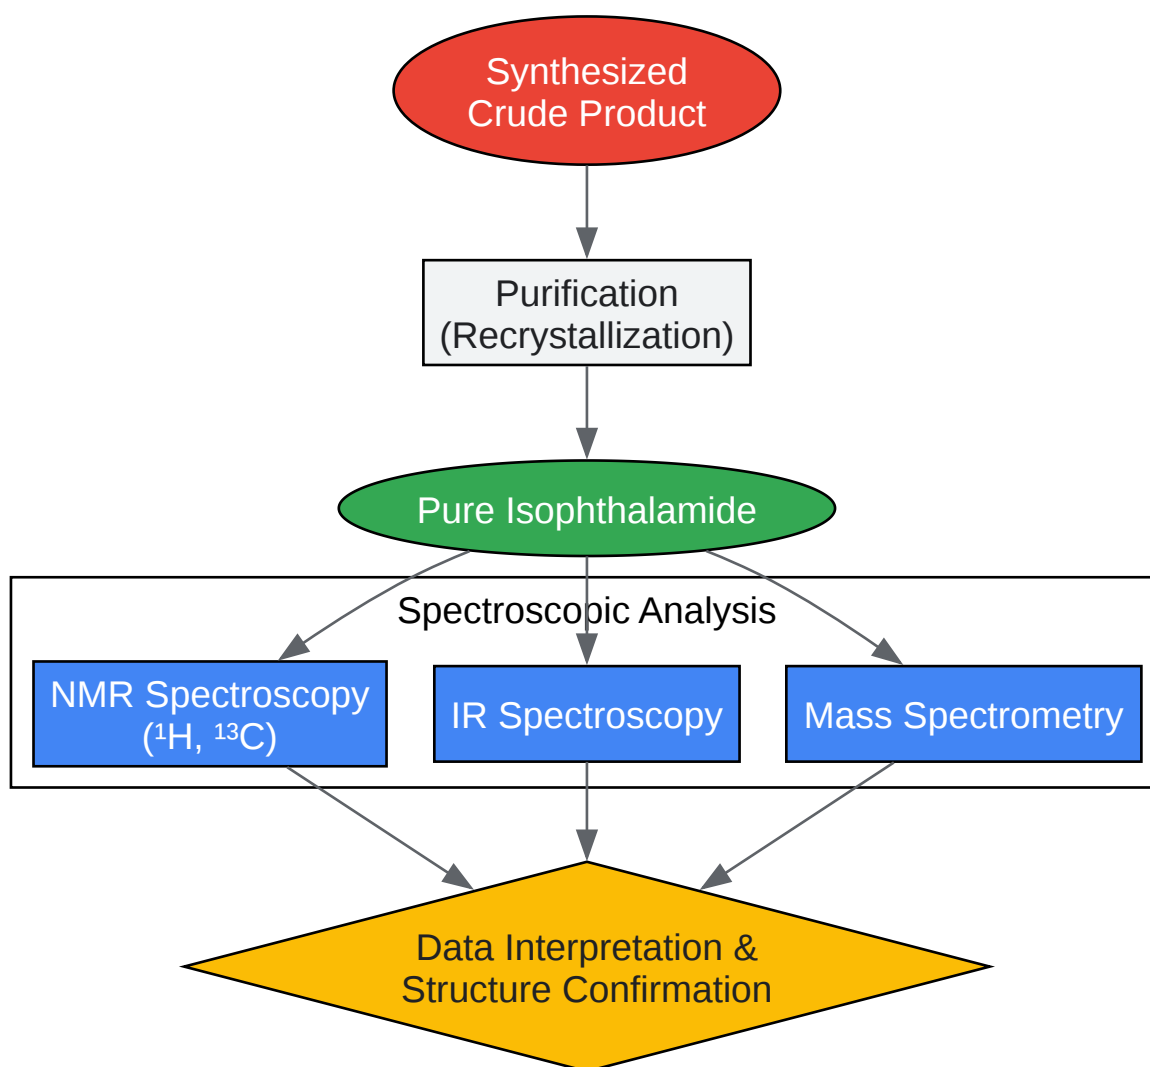 Synthesized
Crude Product
Purification
(Recrystallization)
Pure Isophthalamide
Spectroscopic Analysis
NMR Spectroscopy
(¹H, ¹³C)
IR Spectroscopy
Mass Spectrometry
Data Interpretation &
Structure Confirmation